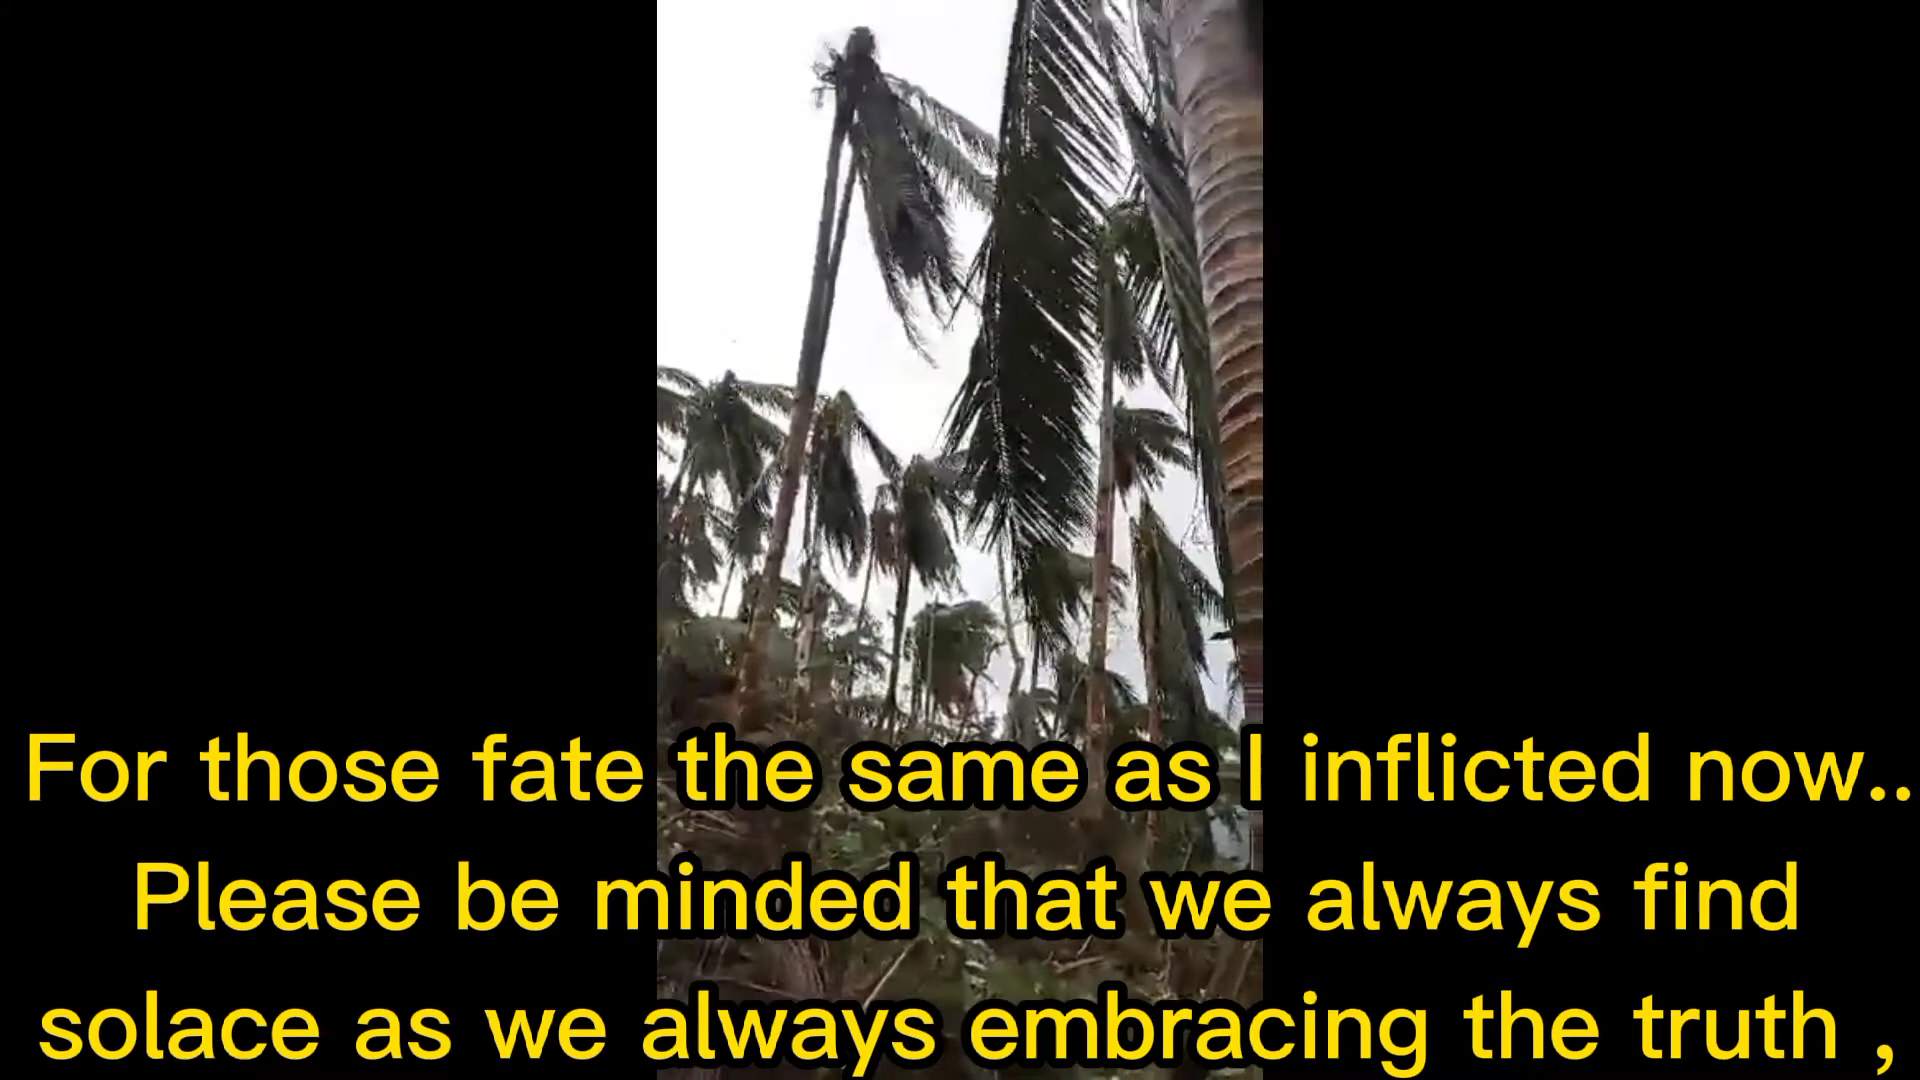 For those fate the same as I inflicted now..
Please be minded that we always find
solace as we always embracing the truth ,